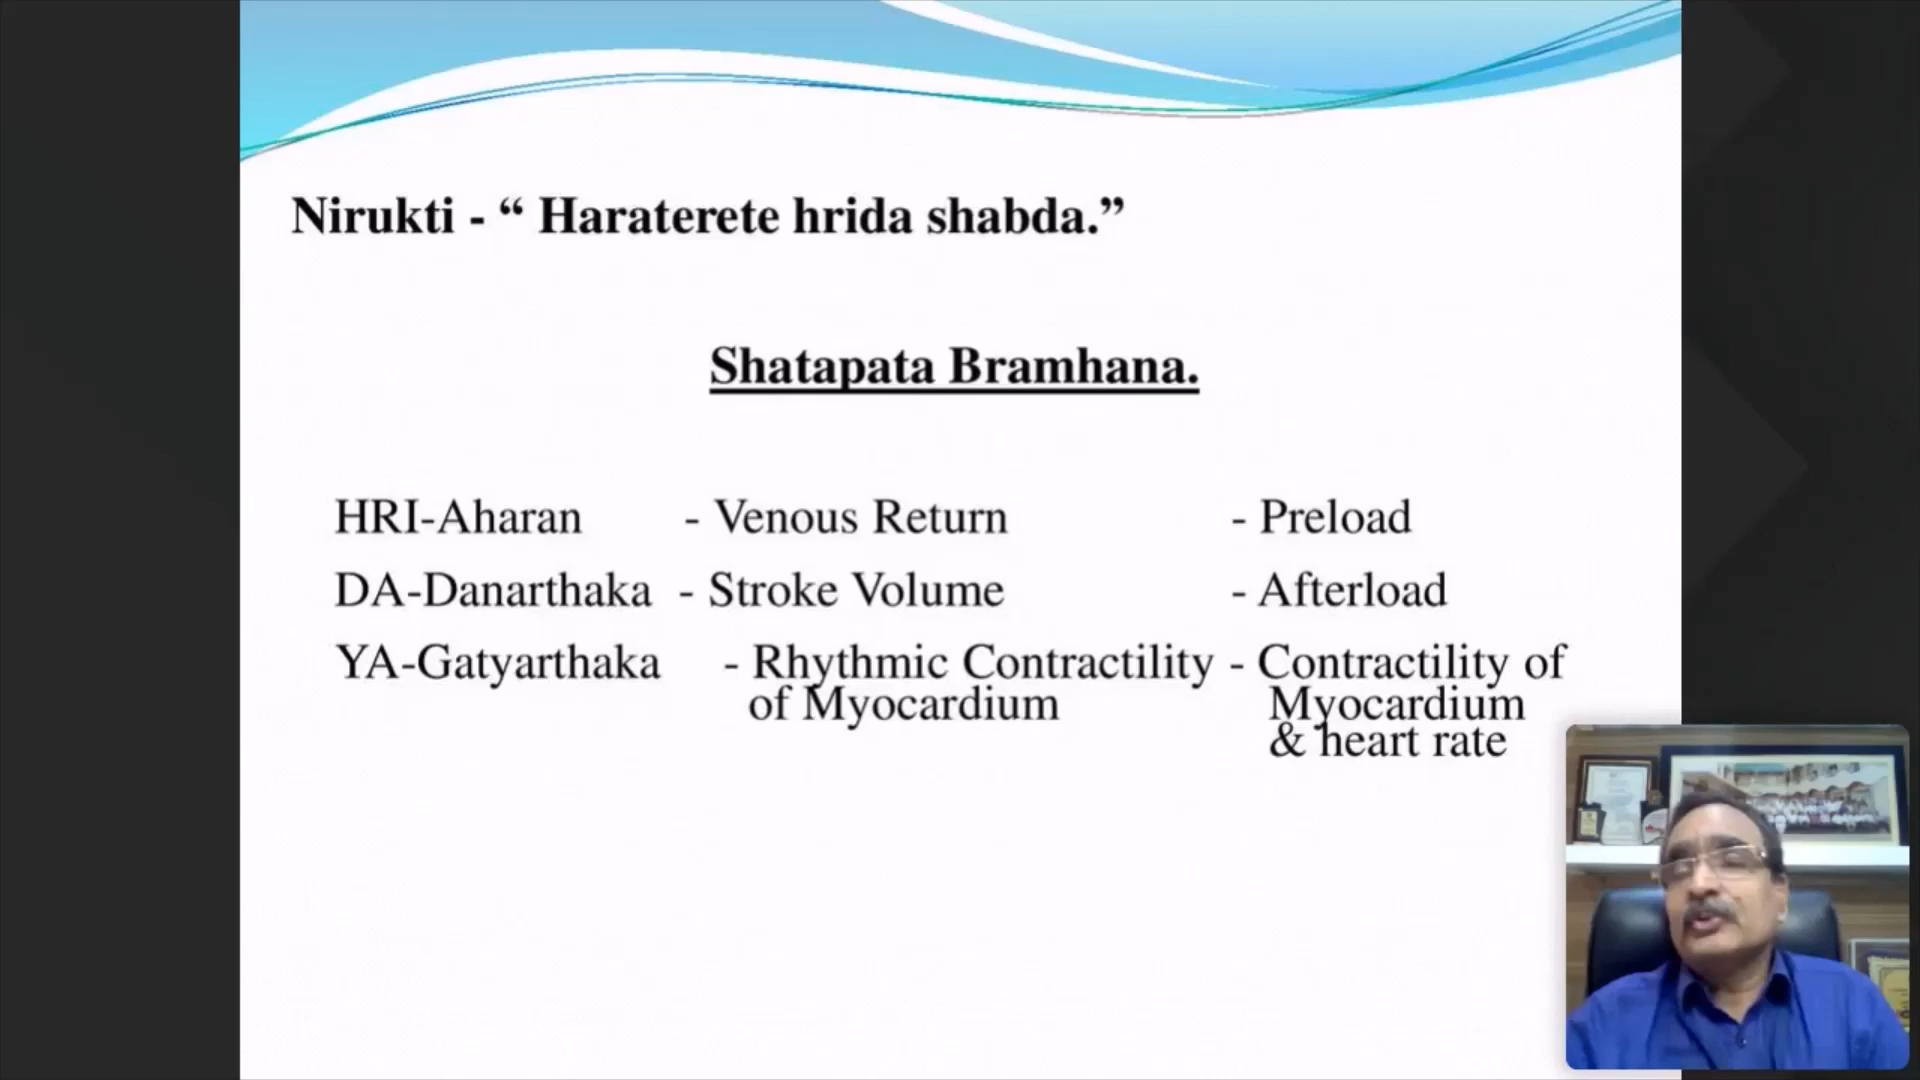 Nirukti - “ Haraterete hrida shabda.”
Shatapata Bramhana.
HRI-Aharan - Venous Return - Preload
DA-Danarthaka - Stroke Volume - Afterload
YA-Gatyarthaka - Rhythmic Contractility - Contractility of
of Myocardium Myocardium
& heart rate